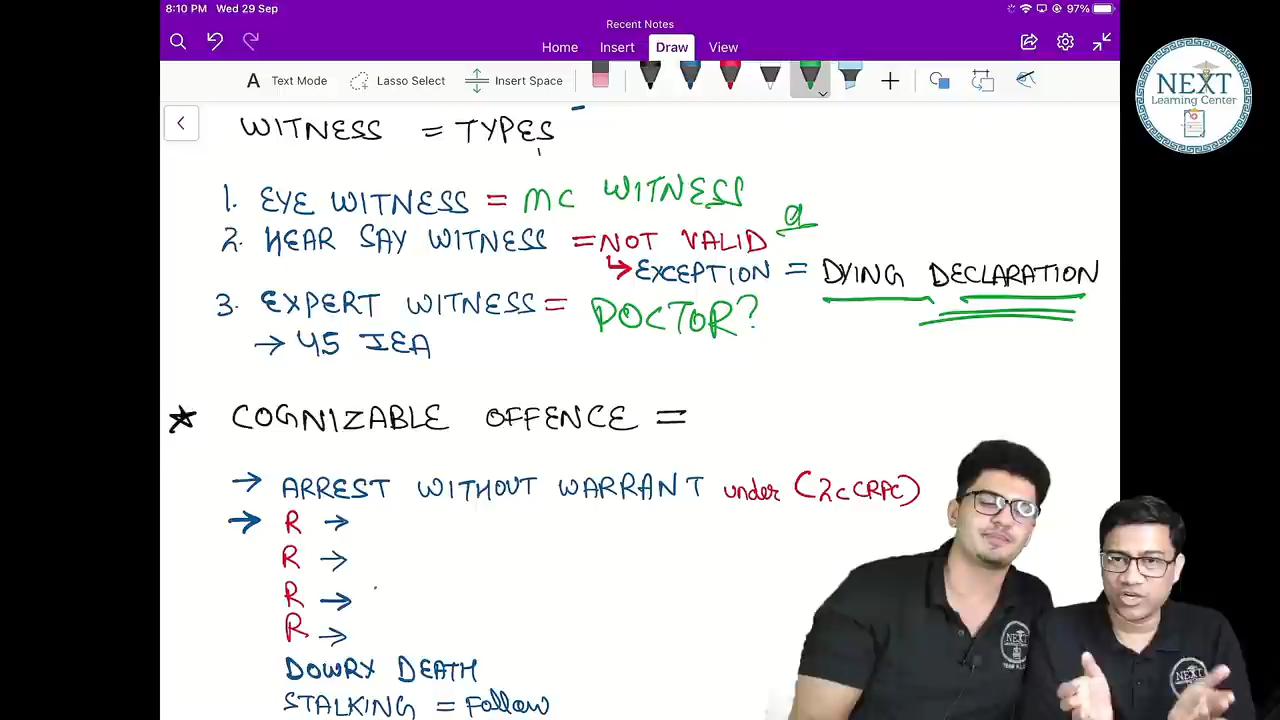 8:10 PM Wed 29 Sep
97%
Recent Notes
Home Insert Draw View
Text Mode Lasso Select Insert Space
NEXT
Learning Center
WITNESS = TYPES
1. EYE WITNESS = MC WITNESS
2. HEAR SAY WITNESS = NOT VALID
↳ EXCEPTION = DYING DECLARATION
3. EXPERT WITNESS = DOCTOR?
→ 45 IEA
★ COGNIZABLE OFFENCE =
→ ARREST WITHOUT WARRANT under (2c CRPC)
→ R →
R →
R →
R →
DOWRY DEATH
STALKING = Follow
NEXT
NEXT